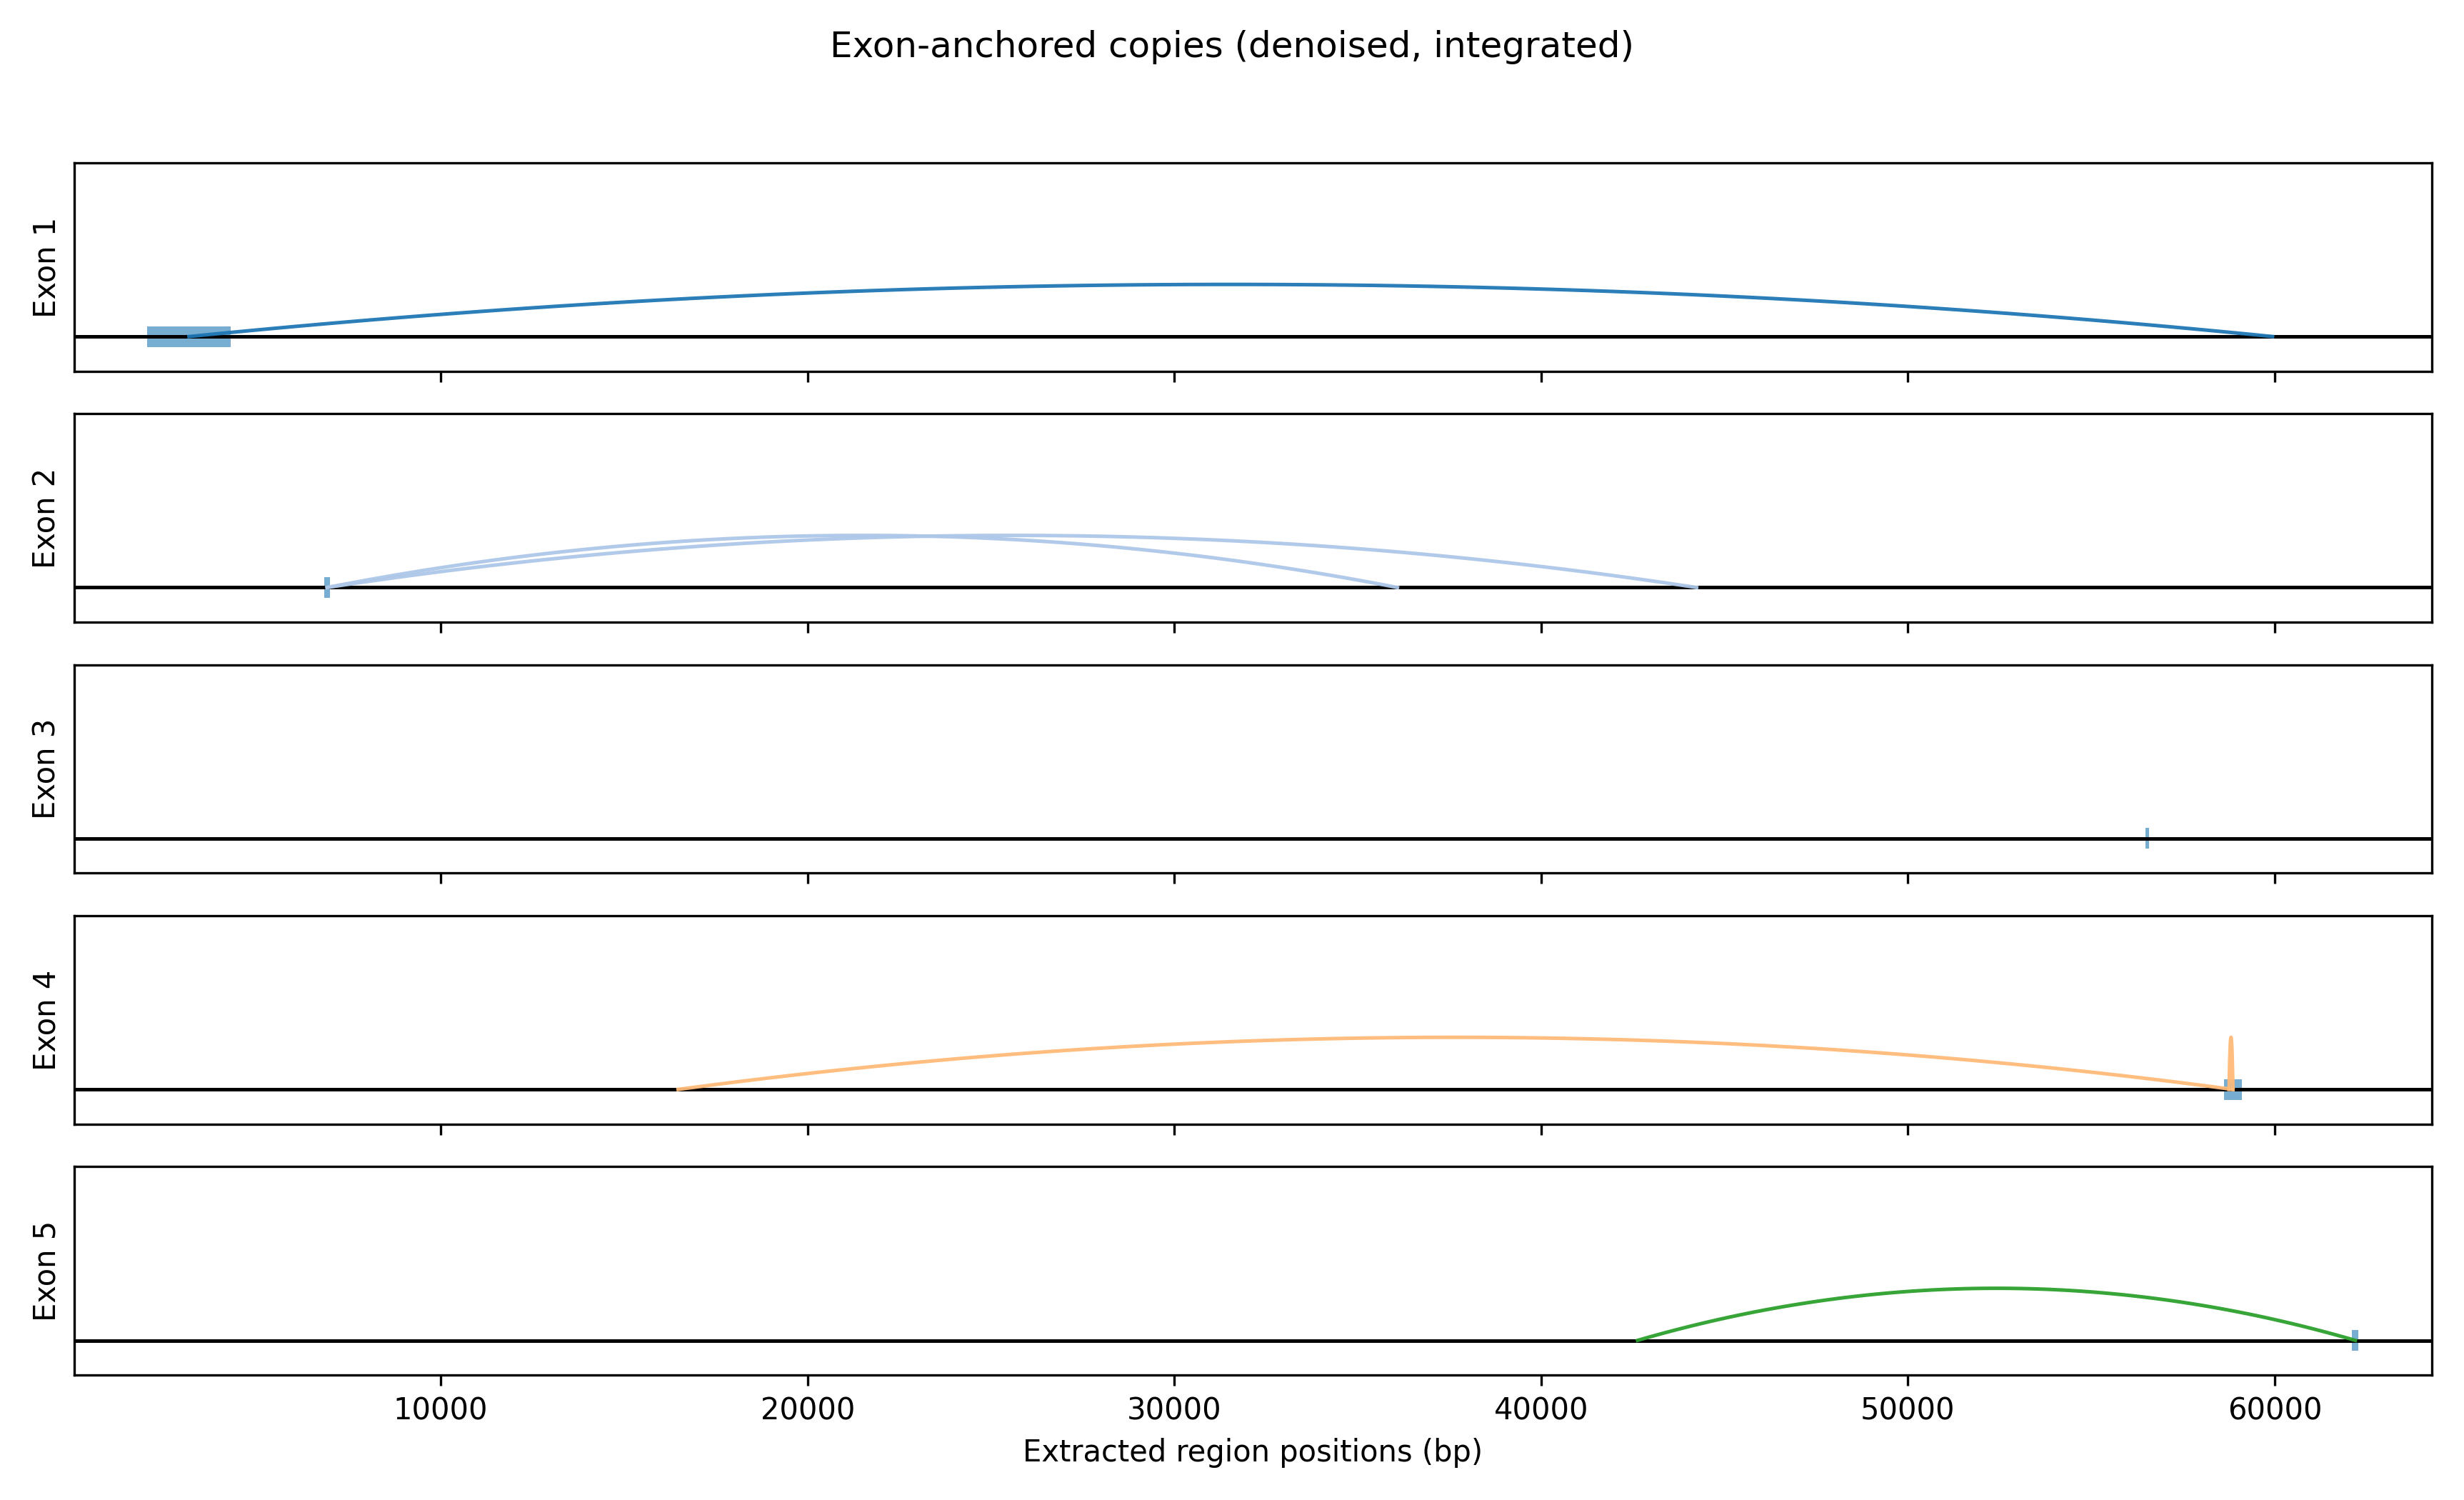 Exon-anchored copies (denoised, integrated)
Exon 1
Exon 2
Exon 3
Exon 4
Exon 5
10000 20000 30000 40000 50000 60000
Extracted region positions (bp)